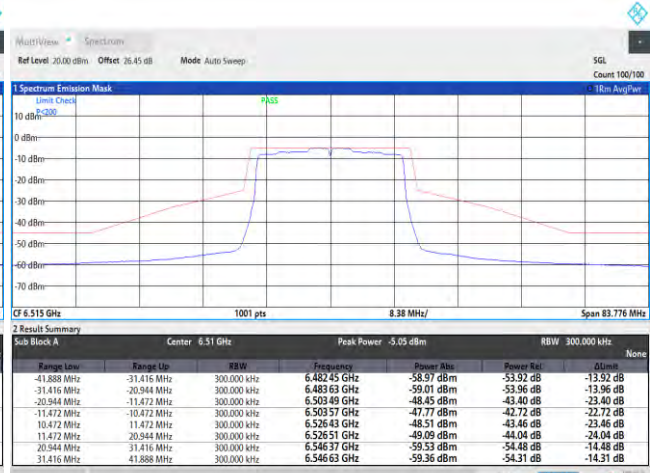 MultiView Spectrum
Ref Level 20.00 dBm Offset 26.45 dB Mode Auto Sweep SGL
Count 100/100
1 Spectrum Emission Mask 1Rm AvgPwr
Limit Check PASS
P<200
10 dBm
0 dBm
-10 dBm
-20 dBm
-30 dBm
-40 dBm
-50 dBm
-60 dBm
-70 dBm
CF 6.515 GHz 1001 pts 8.38 MHz/ Span 83.776 MHz
2 Result Summary
Sub Block A Center 6.51 GHz Peak Power -5.05 dBm RBW 300.000 kHz
None
Range Low Range Up RBW Frequency Power Abs Power Rel ΔLimit
-41.888 MHz -31.416 MHz 300.000 kHz 6.48245 GHz -58.97 dBm -53.92 dB -13.92 dB
-31.416 MHz -20.944 MHz 300.000 kHz 6.48363 GHz -59.01 dBm -53.96 dB -13.96 dB
-20.944 MHz -11.472 MHz 300.000 kHz 6.50349 GHz -48.45 dBm -43.40 dB -23.40 dB
-11.472 MHz -10.472 MHz 300.000 kHz 6.50357 GHz -47.77 dBm -42.72 dB -22.72 dB
10.472 MHz 11.472 MHz 300.000 kHz 6.52643 GHz -48.51 dBm -43.46 dB -23.46 dB
11.472 MHz 20.944 MHz 300.000 kHz 6.52651 GHz -49.09 dBm -44.04 dB -24.04 dB
20.944 MHz 31.416 MHz 300.000 kHz 6.54637 GHz -59.53 dBm -54.48 dB -14.48 dB
31.416 MHz 41.888 MHz 300.000 kHz 6.54663 GHz -59.36 dBm -54.31 dB -14.31 dB